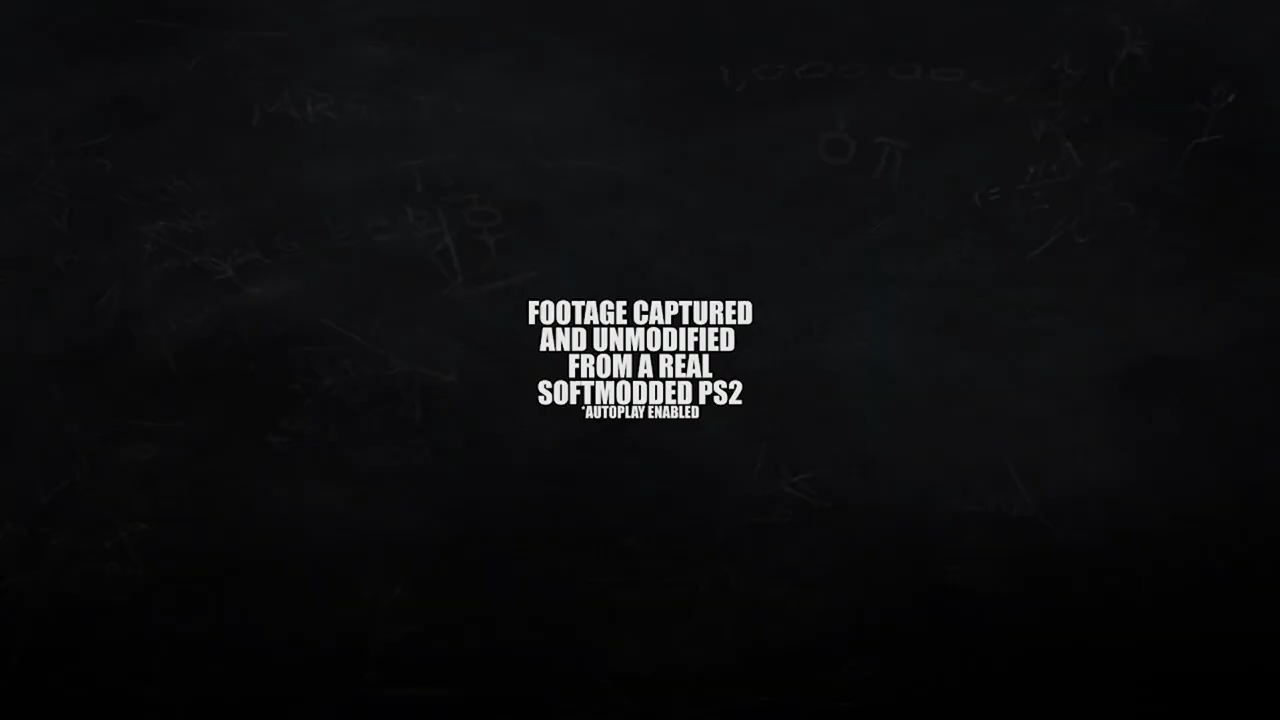 FOOTAGE CAPTURED
AND UNMODIFIED
FROM A REAL
SOFTMODDED PS2
*AUTOPLAY ENABLED